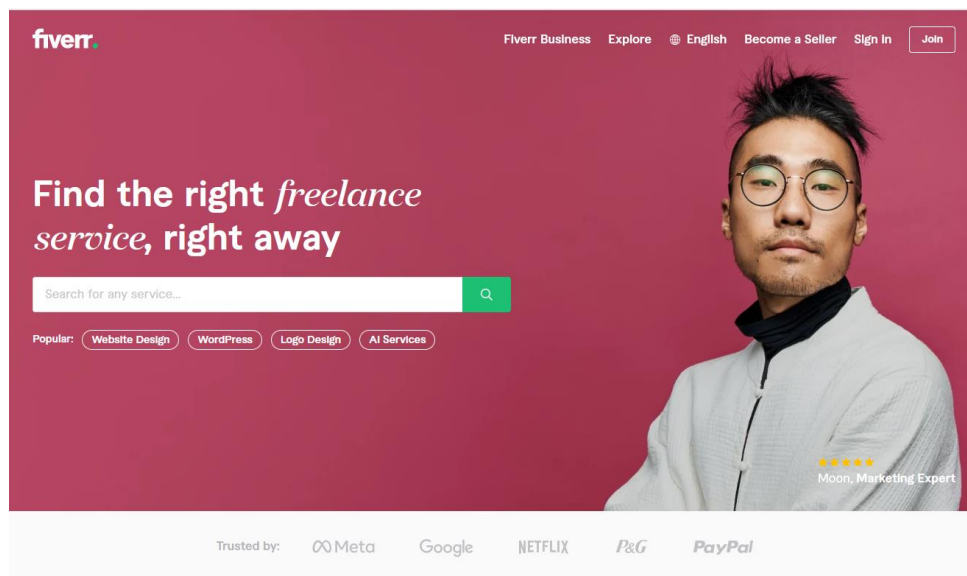 fiverr.
Fiverr Business Explore English Become a Seller Sign In Join
Find the right freelance
service, right away
Search for any service...
Popular: Website Design WordPress Logo Design AI Services
Moon, Marketing Expert
Trusted by: Meta Google NETFLIX P&G PayPal